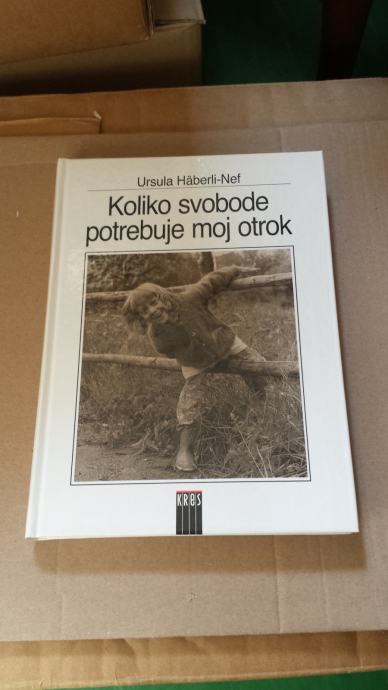 Ursula Häberli-Nef
Koliko svobode
potrebuje moj otrok
KRES